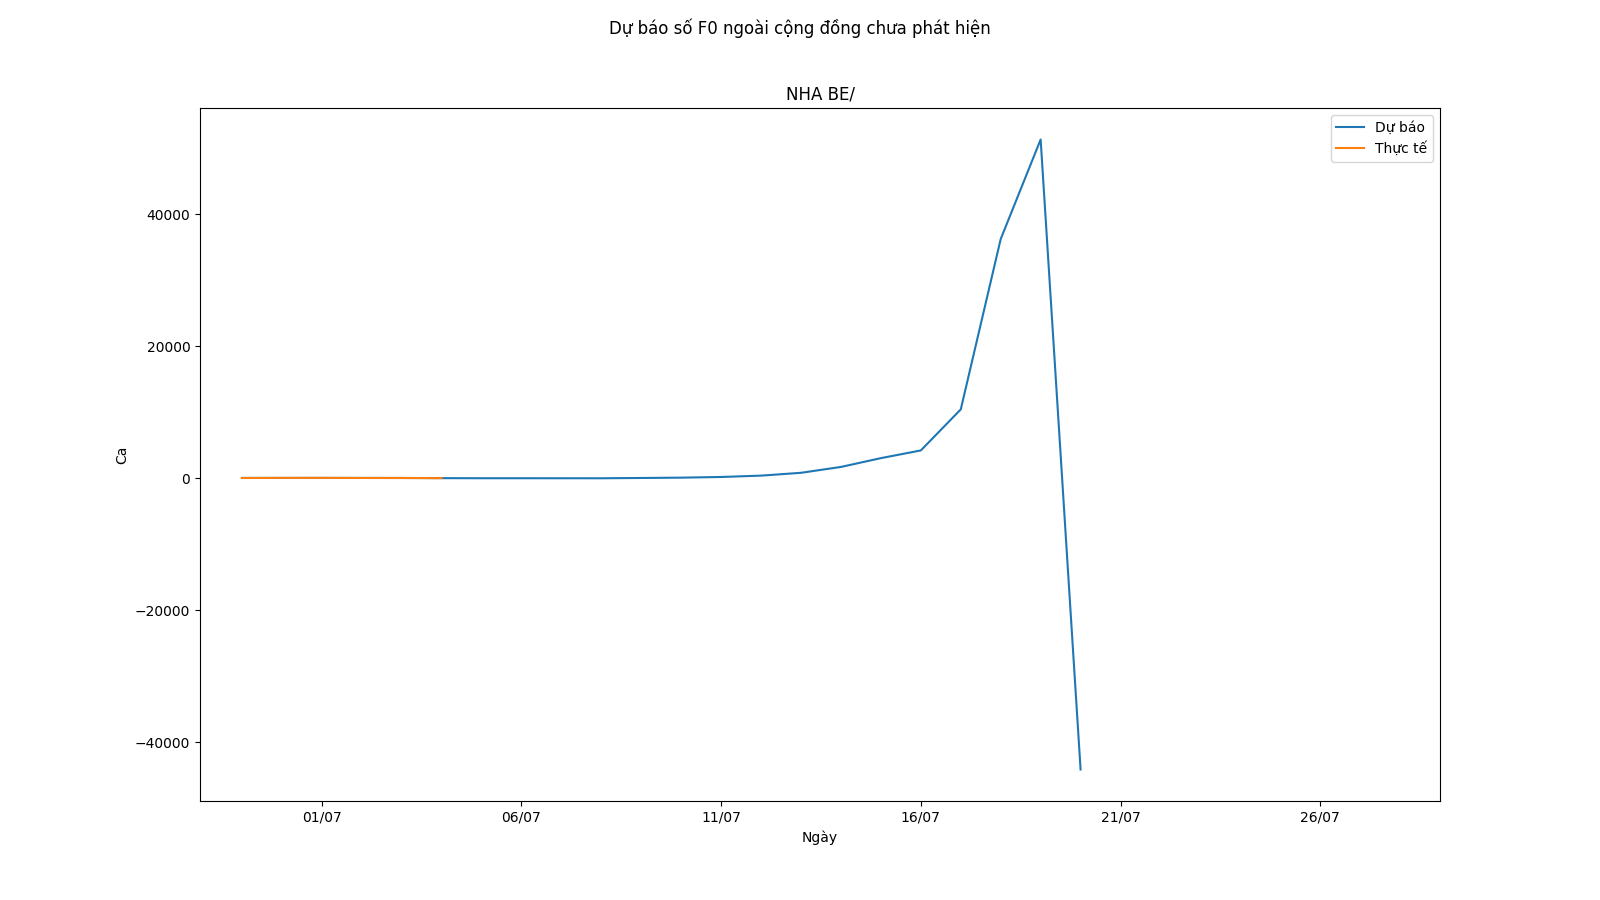 Dự báo số F0 ngoài cộng đồng chưa phát hiện
NHA BE/
Dự báo
Thực tế
40000
20000
0
−20000
−40000
Ca
01/07 06/07 11/07 16/07 21/07 26/07
Ngày